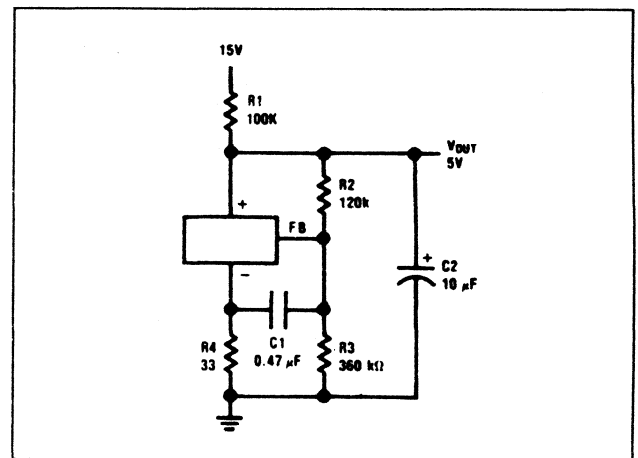 15V
R1
100K
VOUT
5V
R2
120k
+
FB
−
+
C2
10 μF
R4
33
C1
0.47 μF
R3
360 kΩ